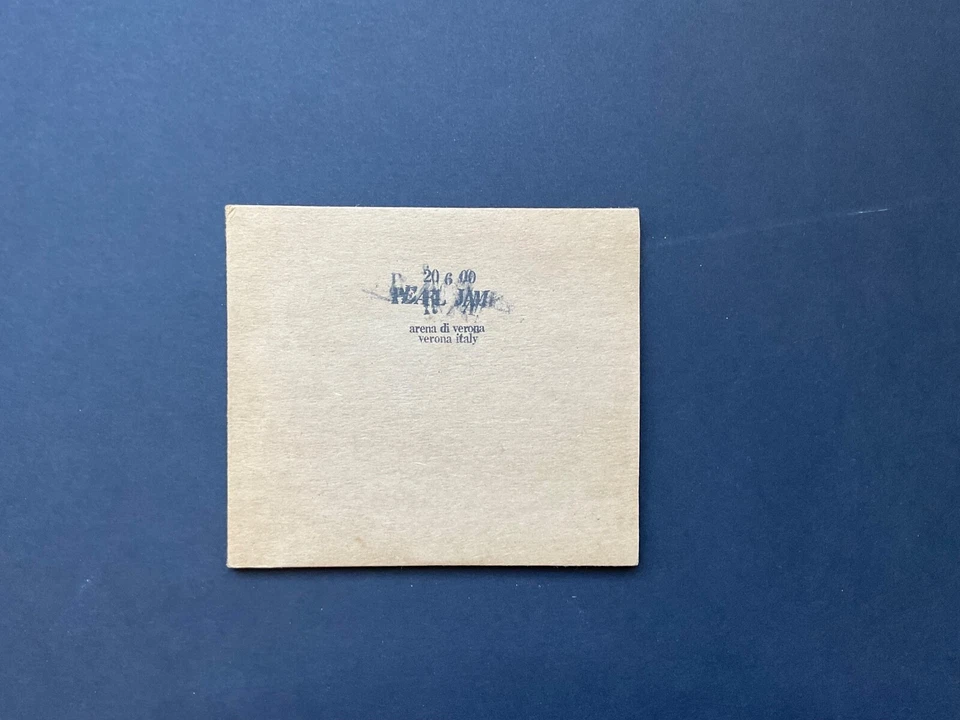 20 6 00
PEARL JAM
arena di verona
verona italy